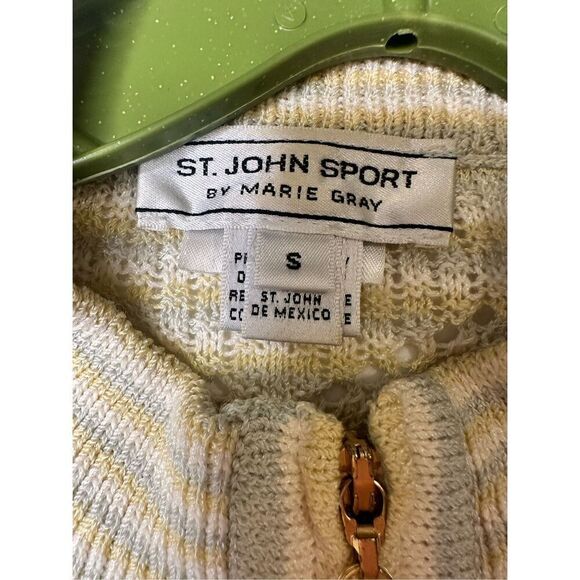 ST. JOHN SPORT
BY MARIE GRAY
S
ST. JOHN
DE MEXICO